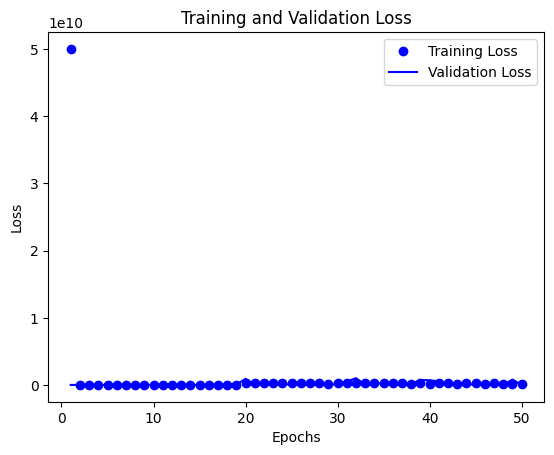 Training and Validation Loss
1e10
Training Loss
Validation Loss
5
4
3
2
1
0
Loss
0 10 20 30 40 50
Epochs